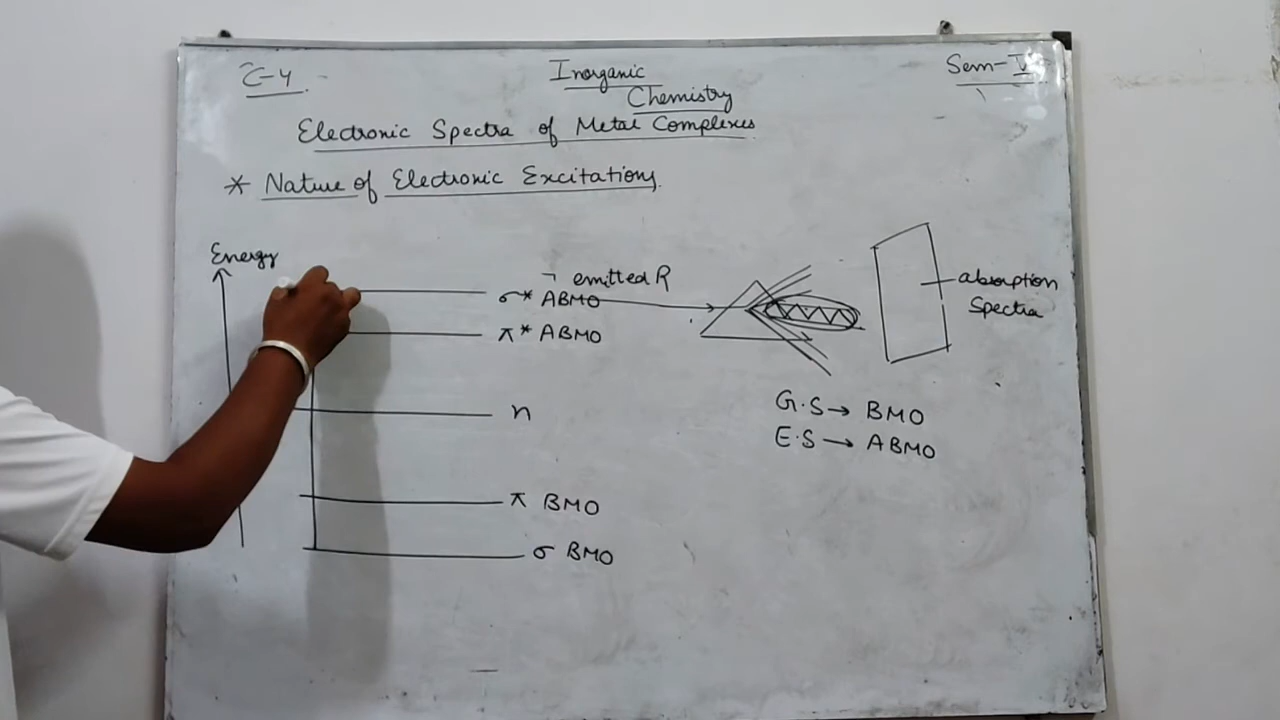 C-4
Inorganic
Chemistry
Sem-V
Electronic Spectra of Metal Complexes
* Nature of Electronic Excitations
Energy
¬ emitted R
σ* ABMO
π* ABMO
n
π BMO
σ BMO
absorption
Spectra
G.S → BMO
E.S → ABMO